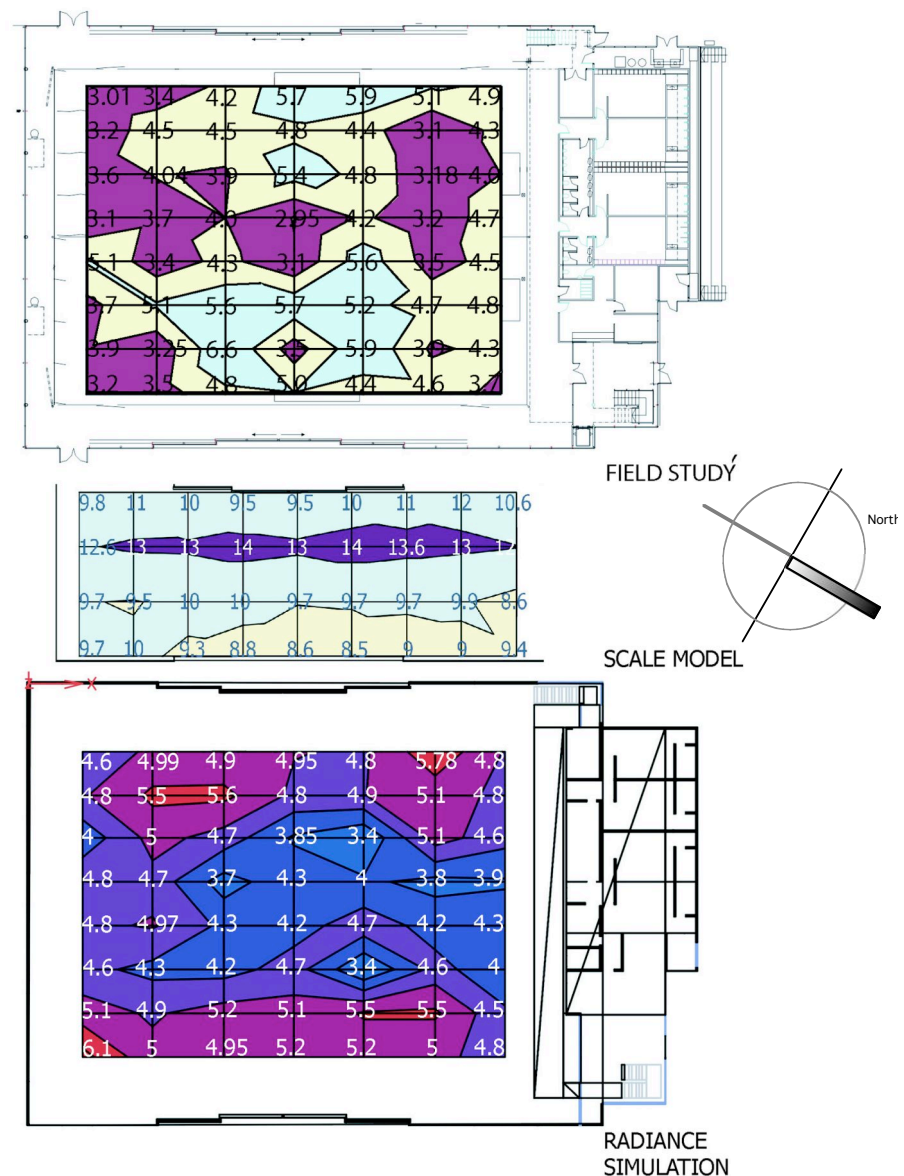 3.01 3.4 4.2 5.7 5.9 5.1 4.9
3.2 4.5 4.5 4.8 4.4 3.1 4.3
3.6 4.04 3.9 5.4 4.8 3.18 4.0
3.1 3.7 4.3 2.95 4.2 3.2 4.7
5.1 3.4 4.3 3.1 5.6 3.5 4.5
3.7 5.1 5.6 5.7 5.2 4.7 4.8
3.9 3.25 6.6 3.5 5.9 3.9 4.3
3.2 3.5 4.8 5.0 4.4 4.6 3.7
FIELD STUDY
North
9.8 11 10 9.5 9.5 10 11 12 10.6
12.6 13 13 14 13 14 13.6 13
9.7 9.5 10 10 9.7 9.7 9.7 9.9 8.6
9.7 10 9.3 8.8 8.6 8.5 9 9 9.4
SCALE MODEL
X
4.6 4.99 4.9 4.95 4.8 5.78 4.8
4.8 5.5 5.6 4.8 4.9 5.1 4.8
4 5 4.7 3.85 3.4 5.1 4.6
4.8 4.7 3.7 4.3 4 3.8 3.9
4.8 4.97 4.3 4.2 4.7 4.2 4.3
4.6 4.3 4.2 4.7 3.4 4.6 4
5.1 4.9 5.2 5.1 5.5 5.5 4.5
6.1 5 4.95 5.2 5.2 5 4.8
RADIANCE
SIMULATION